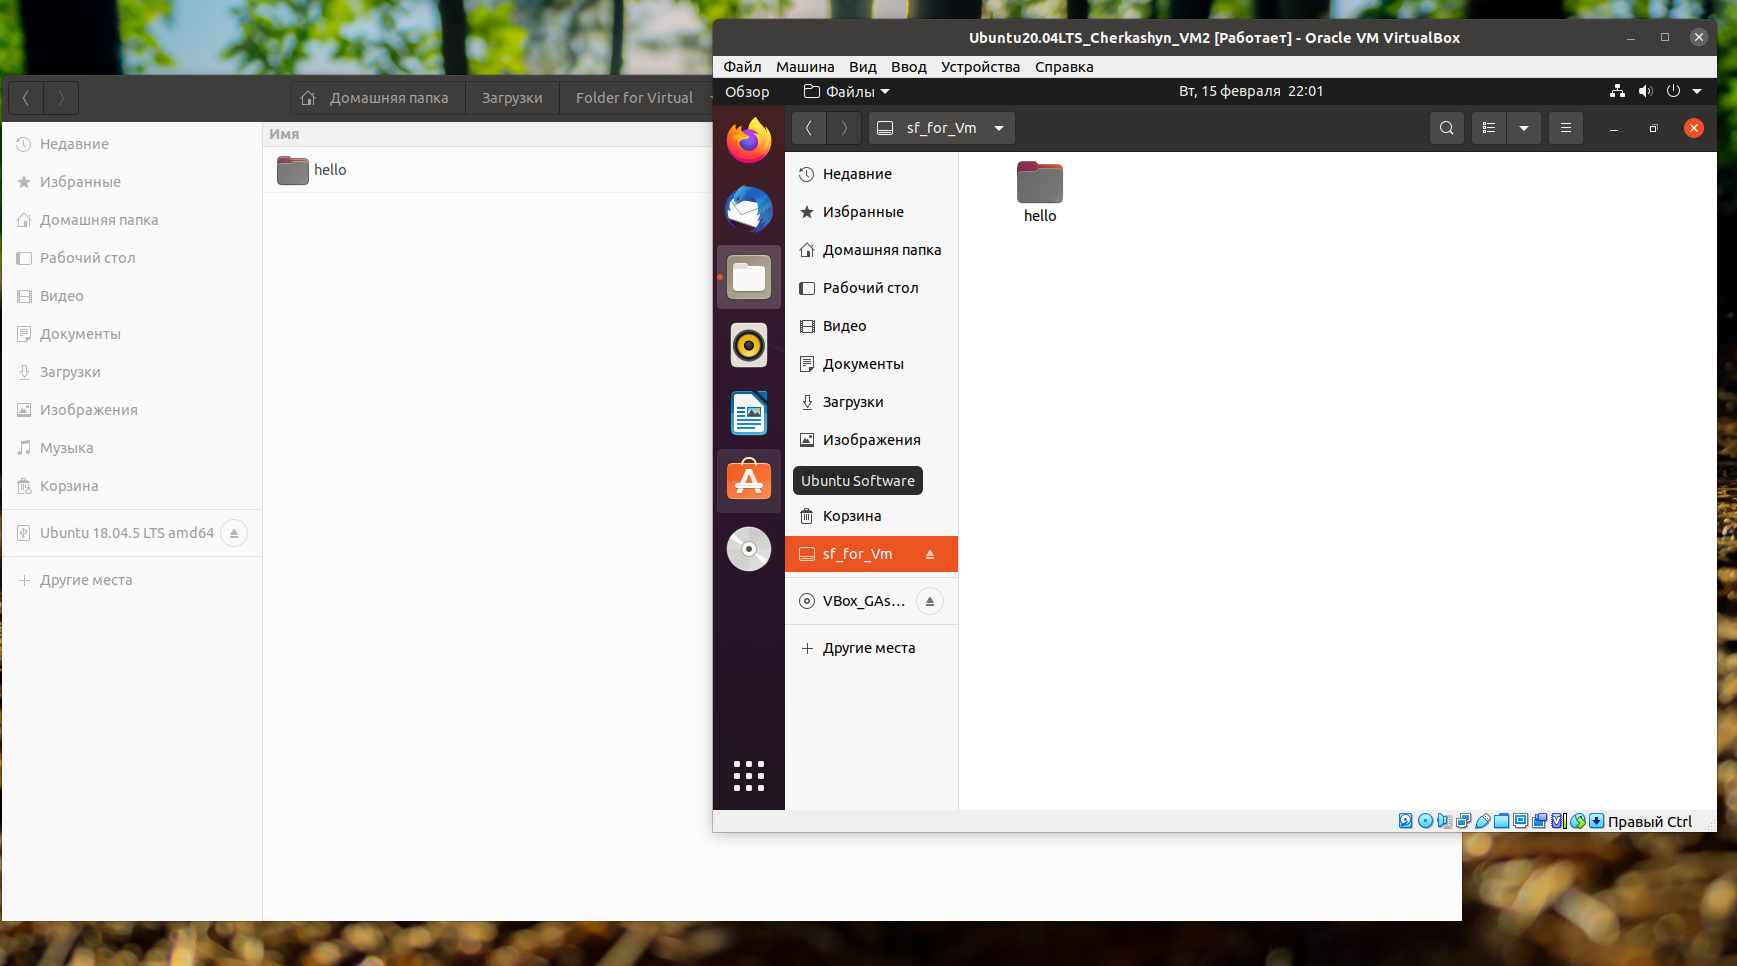 Ubuntu20.04LTS_Cherkashyn_VM2 [Работает] - Oracle VM VirtualBox
Файл Машина Вид Ввод Устройства Справка
Обзор Файлы Вт, 15 февраля 22:01
sf_for_Vm
Недавние
Избранные
Домашняя папка
Рабочий стол
Видео
Документы
Загрузки
Изображения
Ubuntu Software
Корзина
sf_for_Vm
VBox_GAs...
Другие места
hello
Правый Ctrl
Домашняя папка Загрузки Folder for Virtual
Имя
hello
Недавние
Избранные
Домашняя папка
Рабочий стол
Видео
Документы
Загрузки
Изображения
Музыка
Корзина
Ubuntu 18.04.5 LTS amd64
Другие места